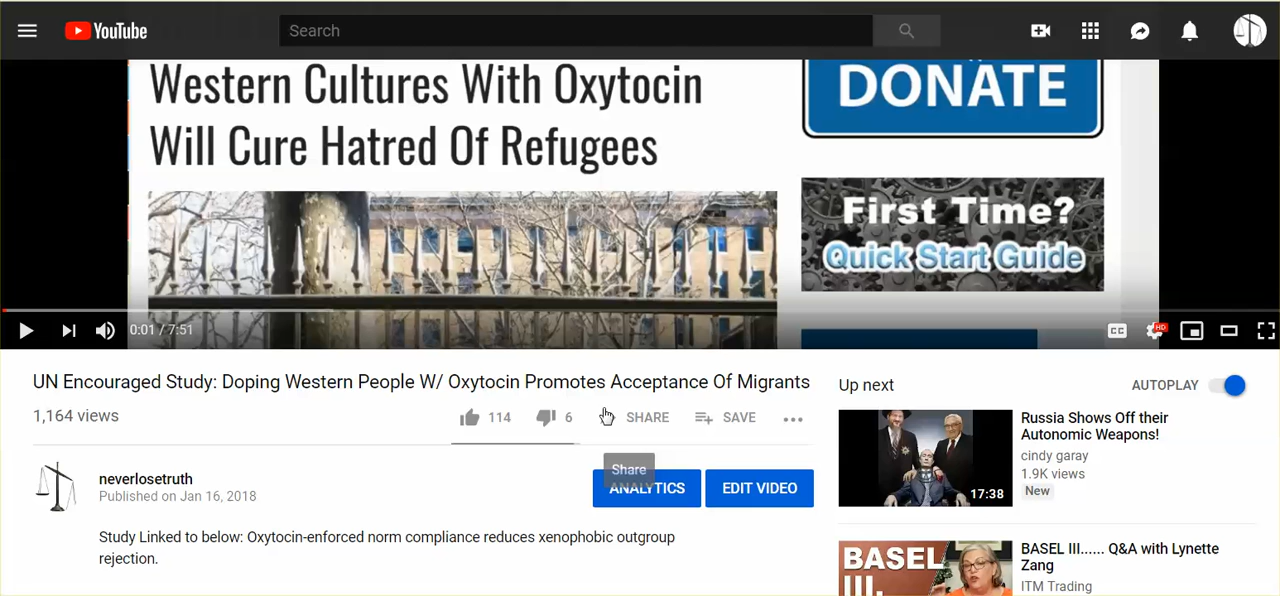 YouTube
Search
Western Cultures With Oxytocin
Will Cure Hatred Of Refugees
DONATE
First Time?
Quick Start Guide
0:01 / 7:51
CC
HD
UN Encouraged Study: Doping Western People W/ Oxytocin Promotes Acceptance Of Migrants
1,164 views
114
6
SHARE
SAVE
Share
neverlosetruth
Published on Jan 16, 2018
ANALYTICS
EDIT VIDEO
Study Linked to below: Oxytocin-enforced norm compliance reduces xenophobic outgroup
rejection.
Up next
AUTOPLAY
Russia Shows Off their
Autonomic Weapons!
cindy garay
1.9K views
New
17:38
BASEL
III.
BASEL III...... Q&A with Lynette
Zang
ITM Trading